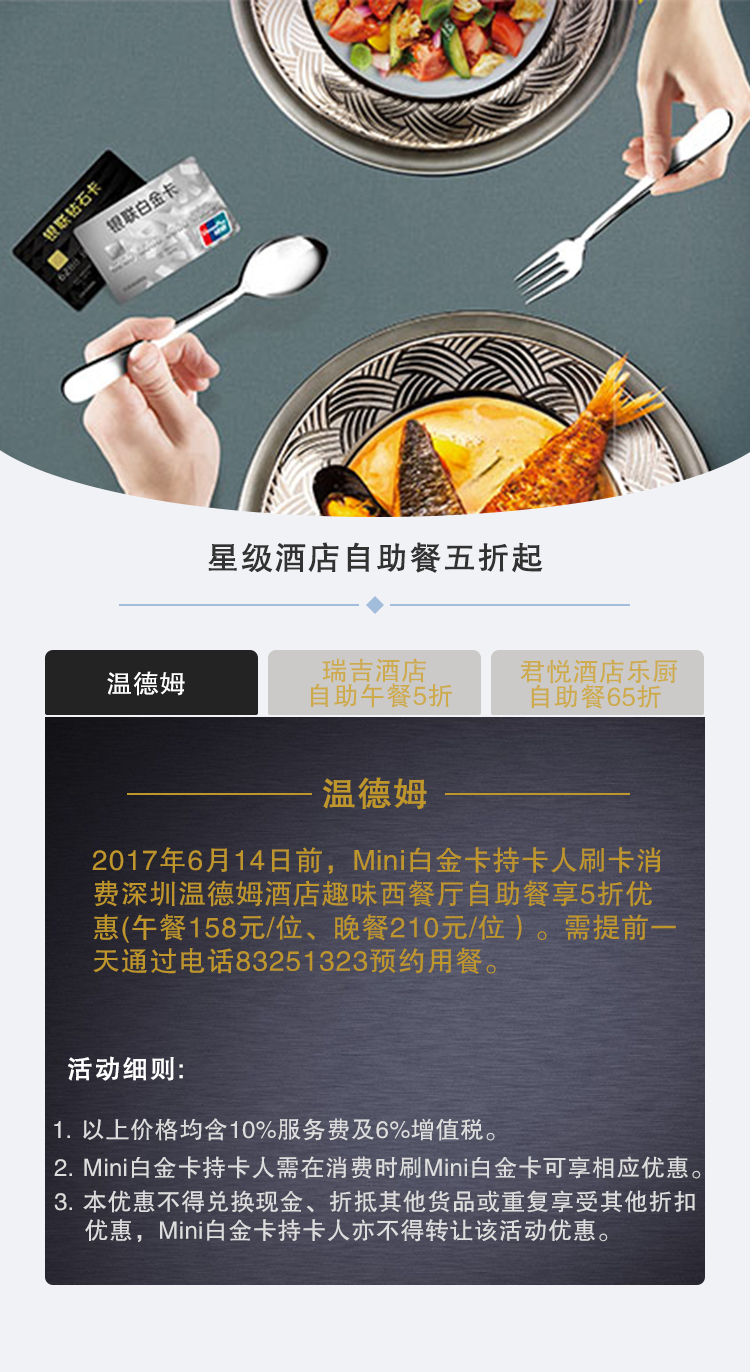 银联钻石卡
银联白金卡
星级酒店自助餐五折起
温德姆
瑞吉酒店
自助午餐5折
君悦酒店乐厨
自助餐65折
温德姆
2017年6月14日前，Mini白金卡持卡人刷卡消
费深圳温德姆酒店趣味西餐厅自助餐享5折优
惠(午餐158元/位、晚餐210元/位）。需提前一
天通过电话83251323预约用餐。
活动细则:
1. 以上价格均含10%服务费及6%增值税。
2. Mini白金卡持卡人需在消费时刷Mini白金卡可享相应优惠。
3. 本优惠不得兑换现金、折抵其他货品或重复享受其他折扣
优惠，Mini白金卡持卡人亦不得转让该活动优惠。